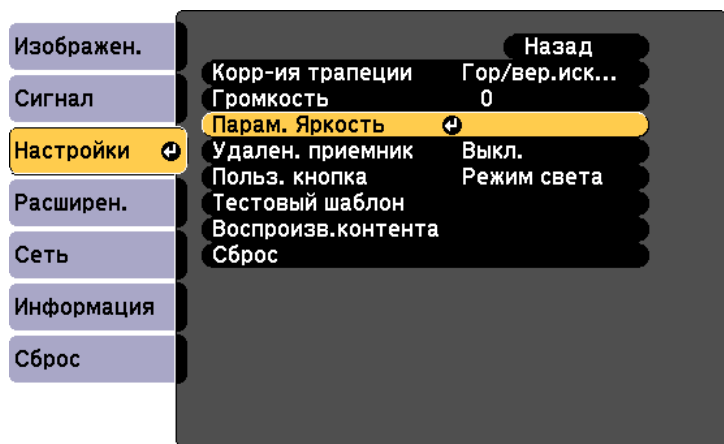 Изображен.
Сигнал
Настройки
Расширен.
Сеть
Информация
Сброс
Назад
Корр-ия трапеции Гор/вер.иск...
Громкость 0
Парам. Яркость
Удален. приемник Выкл.
Польз. кнопка Режим света
Тестовый шаблон
Воспроизв.контента
Сброс